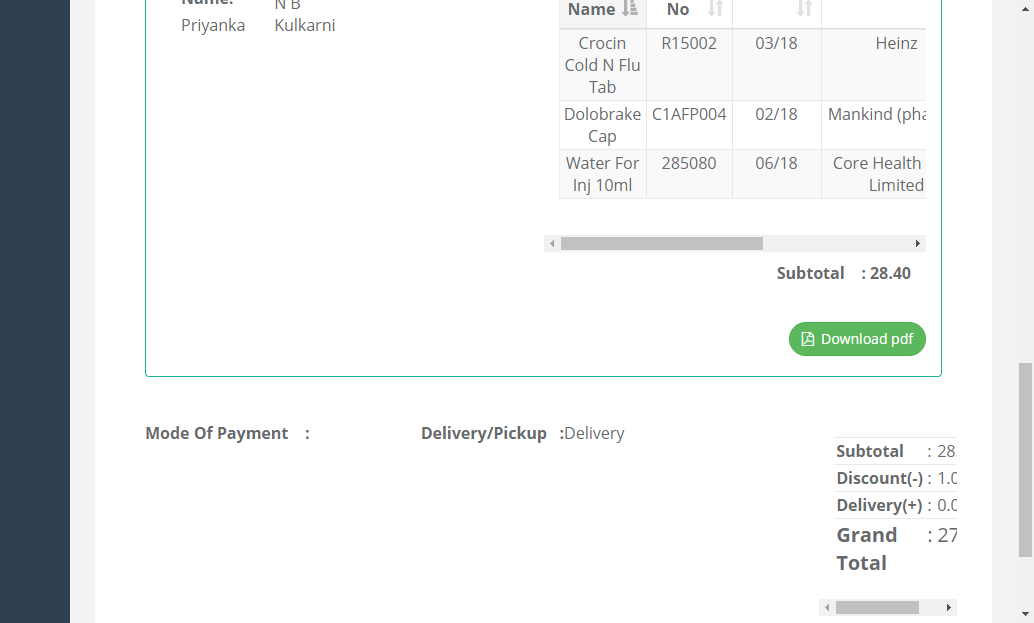 Name:
N B
Priyanka Kulkarni
Name No
Crocin Cold N Flu Tab R15002 03/18 Heinz
Dolobrake Cap C1AFP004 02/18 Mankind (pha
Water For Inj 10ml 285080 06/18 Core Health Limited
Subtotal : 28.40
Download pdf
Mode Of Payment :
Delivery/Pickup :Delivery
Subtotal : 28
Discount(-) : 1.0
Delivery(+) : 0.0
Grand Total : 27